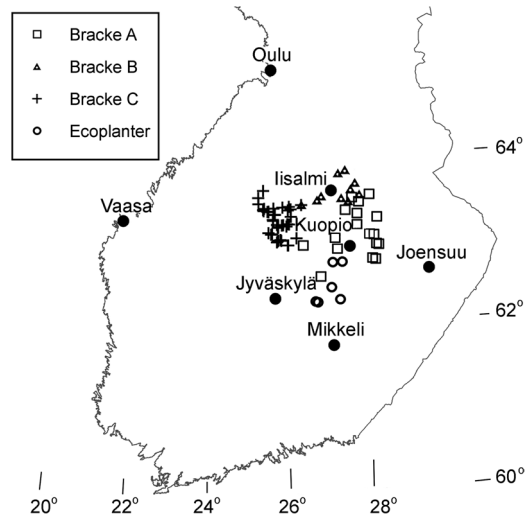 Bracke A
Bracke B
Bracke C
Ecoplanter
Oulu
64°
Iisalmi
Vaasa
Kuopio
Joensuu
Jyväskylä
62°
Mikkeli
60°
20° 22° 24° 26° 28°